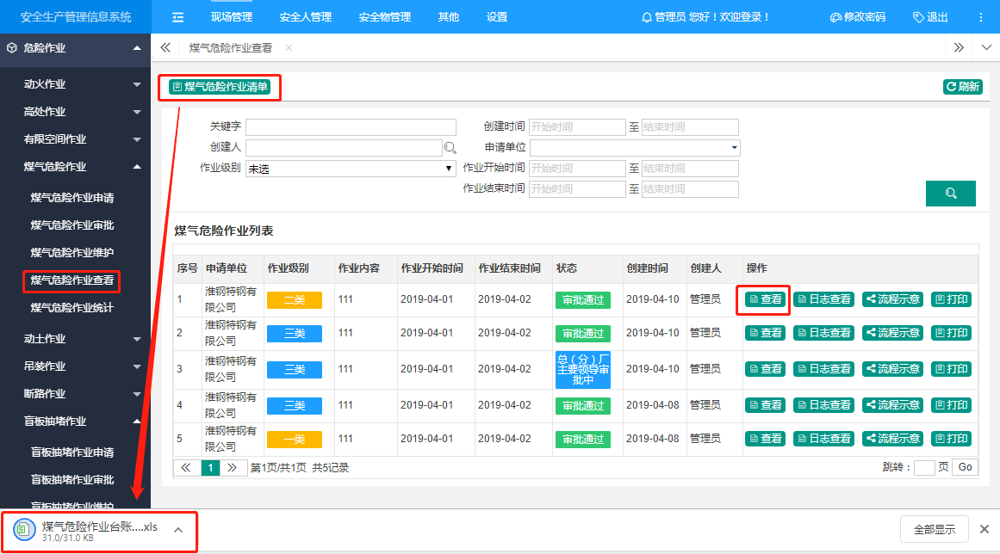 安全生产管理信息系统 现场管理 安全人管理 安全物管理 其他 设置 管理员 您好！欢迎登录！ 修改密码 退出
危险作业
煤气危险作业查看
动火作业
高处作业
有限空间作业
煤气危险作业
煤气危险作业申请
煤气危险作业审批
煤气危险作业维护
煤气危险作业查看
煤气危险作业统计
动土作业
吊装作业
断路作业
盲板抽堵作业
盲板抽堵作业申请
盲板抽堵作业审批
盲板抽堵作业维护
煤气危险作业清单 刷新
关键字 创建时间 开始时间 至 结束时间
创建人 申请单位
作业级别 未选 作业开始时间 开始时间 至 结束时间
作业结束时间 开始时间 至 结束时间
煤气危险作业列表
序号 申请单位 作业级别 作业内容 作业开始时间 作业结束时间 状态 创建时间 创建人 操作
1 淮钢特钢有限公司 二类 111 2019-04-01 2019-04-02 审批通过 2019-04-10 管理员 查看 日志查看 流程示意 打印
2 淮钢特钢有限公司 三类 111 2019-04-01 2019-04-02 审批通过 2019-04-10 管理员 查看 日志查看 流程示意 打印
3 淮钢特钢有限公司 三类 111 2019-04-01 2019-04-02 总（分）厂主要领导审批中 2019-04-10 管理员 查看 日志查看 流程示意 打印
4 淮钢特钢有限公司 三类 111 2019-04-01 2019-04-02 审批通过 2019-04-08 管理员 查看 日志查看 流程示意 打印
5 淮钢特钢有限公司 一类 111 2019-04-01 2019-04-02 审批通过 2019-04-08 管理员 查看 日志查看 流程示意 打印
1 第1页/共1页 共5记录 跳转： 页 Go
煤气危险作业台账....xls
31.0/31.0 KB
全部显示